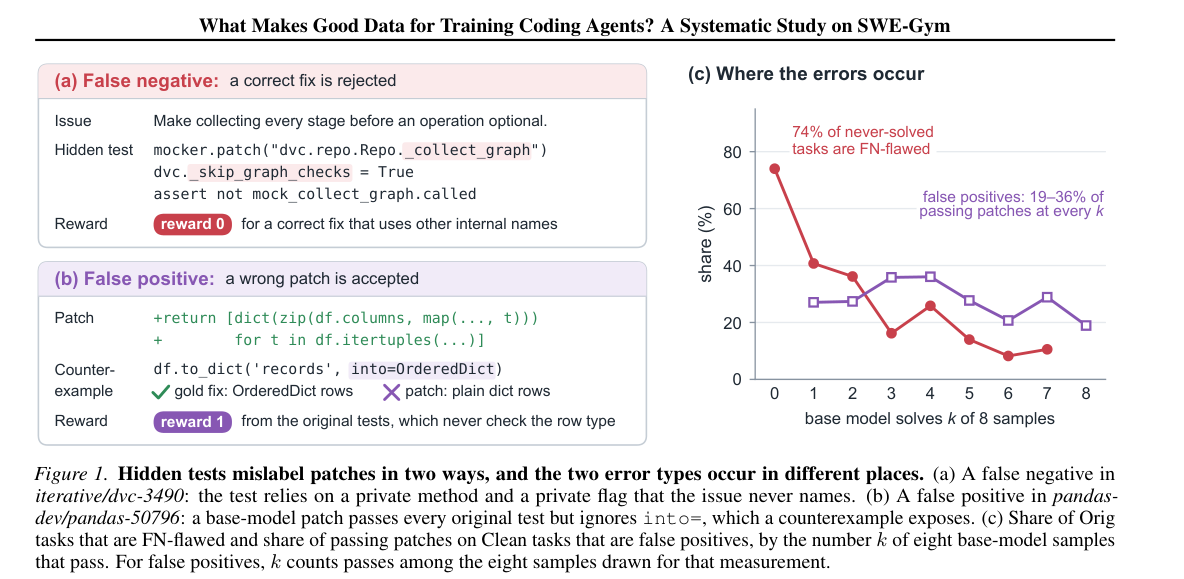 What Makes Good Data for Training Coding Agents? A Systematic Study on SWE-Gym
(a) False negative: a correct fix is rejected
Issue Make collecting every stage before an operation optional.
Hidden test mocker.patch("dvc.repo.Repo._collect_graph")
dvc._skip_graph_checks = True
assert not mock_collect_graph.called
Reward reward 0 for a correct fix that uses other internal names
(b) False positive: a wrong patch is accepted
Patch +return [dict(zip(df.columns, map(..., t)))
+ for t in df.itertuples(...)]
Counter-
example
df.to_dict('records', into=OrderedDict)
gold fix: OrderedDict rows patch: plain dict rows
Reward reward 1 from the original tests, which never check the row type
(c) Where the errors occur
74% of never-solved
tasks are FN-flawed
false positives: 19–36% of
passing patches at every k
share (%)
80
60
40
20
0
0 1 2 3 4 5 6 7 8
base model solves k of 8 samples
Figure 1. Hidden tests mislabel patches in two ways, and the two error types occur in different places. (a) A false negative in
iterative/dvc-3490: the test relies on a private method and a private flag that the issue never names. (b) A false positive in pandas-
dev/pandas-50796: a base-model patch passes every original test but ignores into=, which a counterexample exposes. (c) Share of Orig
tasks that are FN-flawed and share of passing patches on Clean tasks that are false positives, by the number k of eight base-model samples
that pass. For false positives, k counts passes among the eight samples drawn for that measurement.